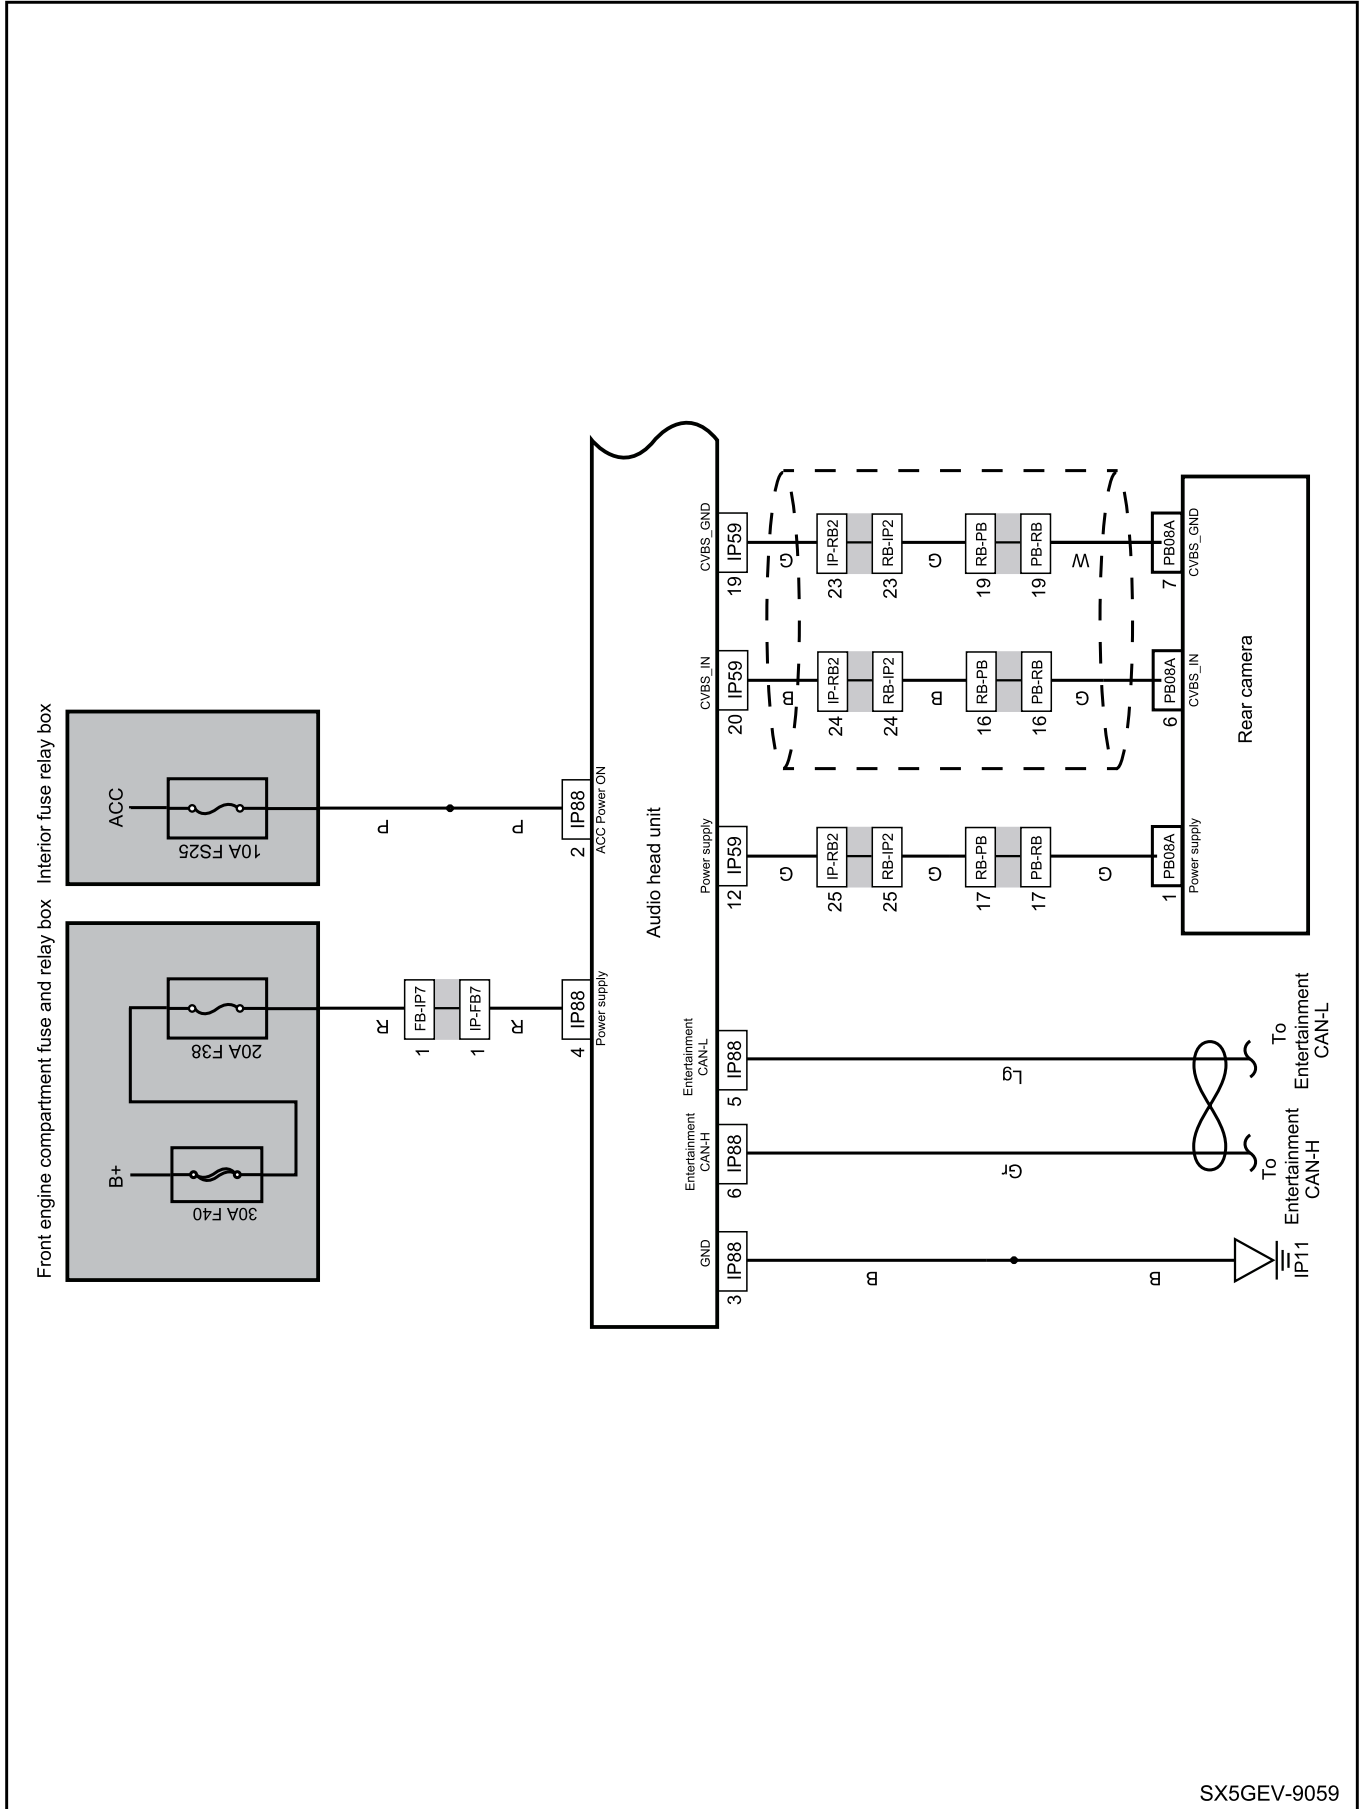 Front engine compartment fuse and relay box
Interior fuse relay box
B+
30A F40
20A F38
ACC
10A FS25
R
P
1
FB-IP7
1
IP-FB7
R
P
4
IP88
Power supply
2
IP88
ACC Power ON
Audio head unit
GND
Entertainment
CAN-H
Entertainment
CAN-L
Power supply
CVBS_IN
CVBS_GND
3
IP88
6
IP88
5
IP88
12
IP59
20
IP59
19
IP59
G
B
G
25
IP-RB2
24
IP-RB2
23
IP-RB2
25
RB-IP2
24
RB-IP2
23
RB-IP2
B
Gr
Lg
G
B
G
17
RB-PB
16
RB-PB
19
RB-PB
17
PB-RB
16
PB-RB
19
PB-RB
B
G
G
W
1
PB08A
6
PB08A
7
PB08A
Power supply
CVBS_IN
CVBS_GND
Rear camera
IP11
To
Entertainment
CAN-H
To
Entertainment
CAN-L
SX5GEV-9059